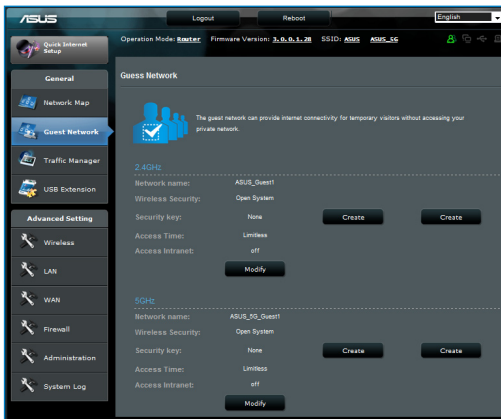 ASUS
Logout
Reboot
English
Quick Internet Setup
Operation Mode: Router Firmware Version: 3.0.0.1.28 SSID: ASUS ASUS_5G
General
Network Map
Guest Network
Traffic Manager
USB Extension
Advanced Setting
Wireless
LAN
WAN
Firewall
Administration
System Log
Guess Network
The guest network can provide internet connectivity for temporary visitors without accessing your
private network.
2.4GHz
Network name: ASUS_Guest1
Wireless Security: Open System
Security key: None Create Create
Access Time: Limitless
Access Intranet: off
Modify
5GHz
Network name: ASUS_5G_Guest1
Wireless Security: Open System
Security key: None Create Create
Access Time: Limitless
Access Intranet: off
Modify